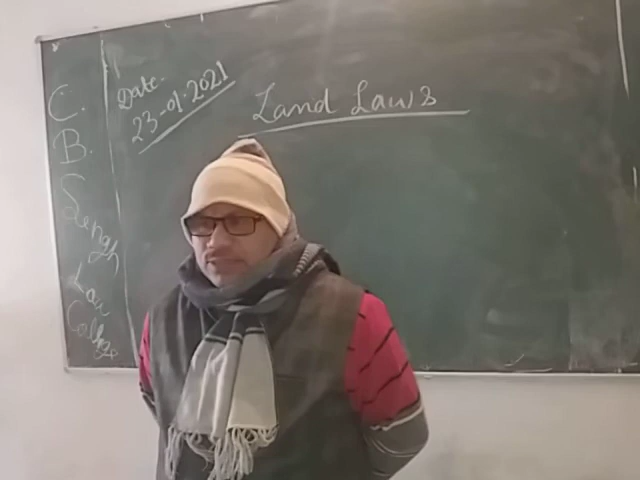 C.
B.
Singh
Law
College
Date.
23-01-2021
Land Laws